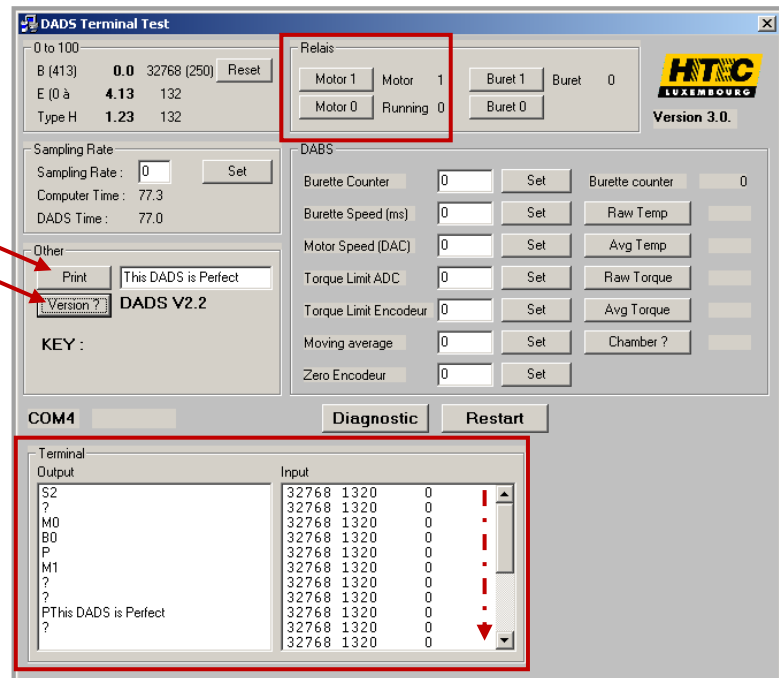 DADS Terminal Test
0 to 100
B (413) 0.0 32768 (250) Reset
E (0 à 4.13 132
Type H 1.23 132
Relais
Motor 1 Motor 1 Buret 1 Buret 0
Motor 0 Running 0 Buret 0
HITEC
LUXEMBOURG
Version 3.0.
Sampling Rate
Sampling Rate : 0 Set
Computer Time : 77.3
DADS Time : 77.0
Other
Print This DADS is Perfect
Version ? DADS V2.2
KEY :
DABS
Burette Counter 0 Set Burette counter 0
Burette Speed (ms) 0 Set Raw Temp
Motor Speed (DAC) 0 Set Avg Temp
Torque Limit ADC 0 Set Raw Torque
Torque Limit Encodeur 0 Set Avg Torque
Moving average 0 Set Chamber ?
Zero Encodeur 0 Set
COM4 Diagnostic Restart
Terminal
Output
S2
?
M0
B0
P
M1
?
?
PThis DADS is Perfect
?
Input
32768 1320 0
32768 1320 0
32768 1320 0
32768 1320 0
32768 1320 0
32768 1320 0
32768 1320 0
32768 1320 0
32768 1320 0
32768 1320 0
32768 1320 0